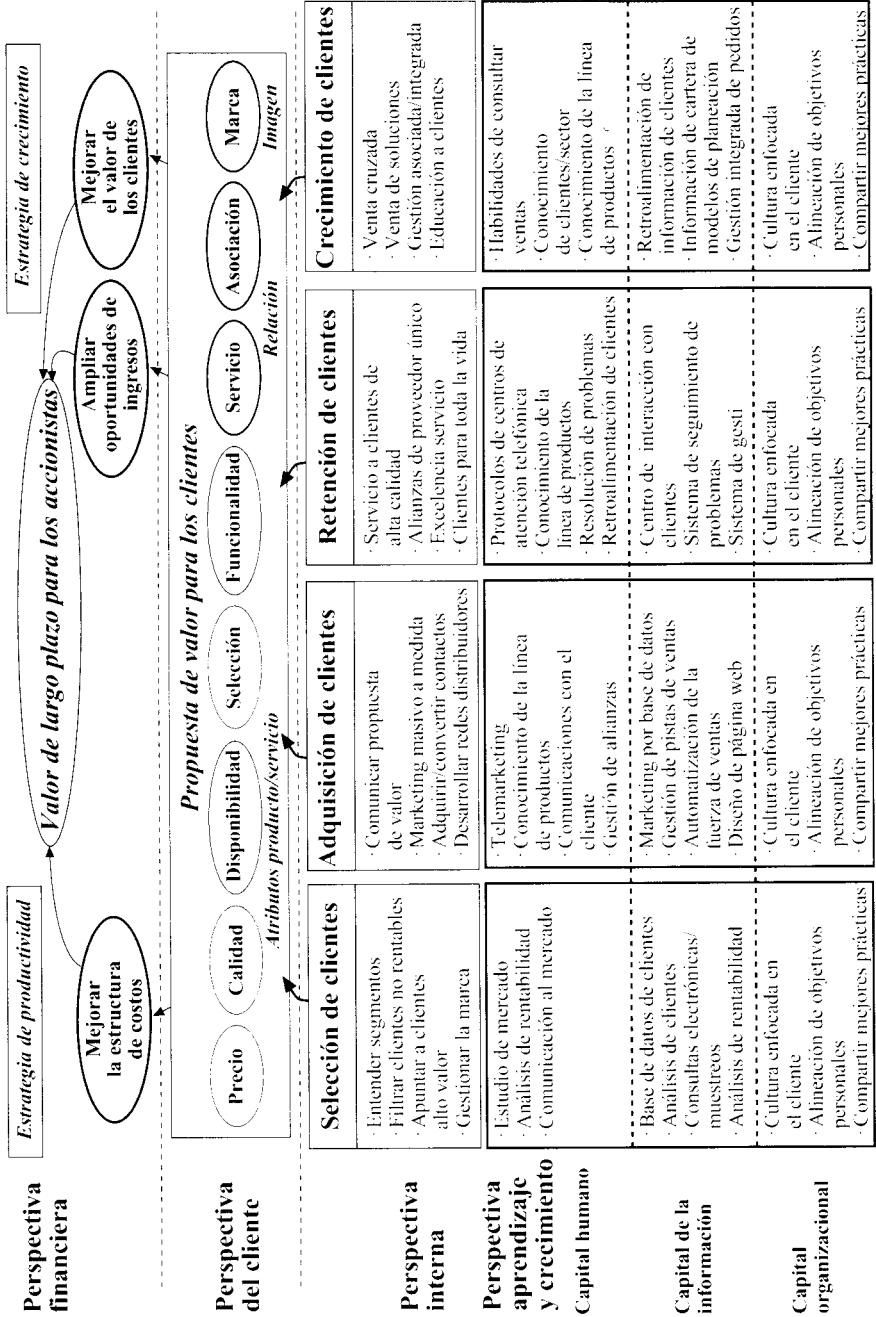 Perspectiva
financiera
Estrategia de productividad
Estrategia de crecimiento
Valor de largo plazo para los accionistas
Mejorar
la estructura
de costos
Ampliar
oportunidades de
ingresos
Mejorar
el valor de
los clientes
Perspectiva
del cliente
Propuesta de valor para los clientes
Precio
Calidad
Disponibilidad
Selección
Funcionalidad
Servicio
Asociación
Marca
Atributos producto/servicio
Relación
Imagen
Perspectiva
interna
Selección de clientes
· Entender segmentos
· Filtrar clientes no rentables
· Apuntar a clientes
alto valor
· Gestionar la marca
Adquisición de clientes
· Comunicar propuesta
de valor
· Marketing masivo a medida
· Adquirir/convertir contactos
· Desarrollar redes distribuidores
Retención de clientes
· Servicio a clientes de
alta calidad
· Alianzas de proveedor único
· Excelencia servicio
· Clientes para toda la vida
Crecimiento de clientes
· Venta cruzada
· Venta de soluciones
· Gestión asociada/integrada
· Educación a clientes
Perspectiva
aprendizaje
y crecimiento
Capital humano
· Estudio de mercado
· Análisis de rentabilidad
· Comunicación al mercado
· Telemarketing
· Conocimiento de la línea
de productos
· Comunicaciones con el
cliente
· Gestión de alianzas
· Protocolos de centros de
atención telefónica
· Conocimiento de la
línea de productos
· Resolución de problemas
· Retroalimentación de clientes
· Habilidades de consultar
ventas
· Conocimiento
de clientes/sector
· Conocimiento de la línea
de productos
Capital de la
información
· Base de datos de clientes
· Análisis de clientes
· Consultas electrónicas/
muestreos
· Análisis de rentabilidad
· Marketing por base de datos
· Gestión de pistas de ventas
· Automatización de la
fuerza de ventas
· Diseño de página web
· Centro de interacción con
clientes
· Sistema de seguimiento de
problemas
· Sistema de gesti
· Retroalimentación de
información de clientes
· Información de cartera de
modelos de planeación
· Gestión integrada de pedidos
Capital
organizacional
· Cultura enfocada en
el cliente
· Alineación de objetivos
personales
· Compartir mejores prácticas
· Cultura enfocada en
el cliente
· Alineación de objetivos
personales
· Compartir mejores prácticas
· Cultura enfocada
en el cliente
· Alineación de objetivos
personales
· Compartir mejores prácticas
· Cultura enfocada
en el cliente
· Alineación de objetivos
personales
· Compartir mejores prácticas